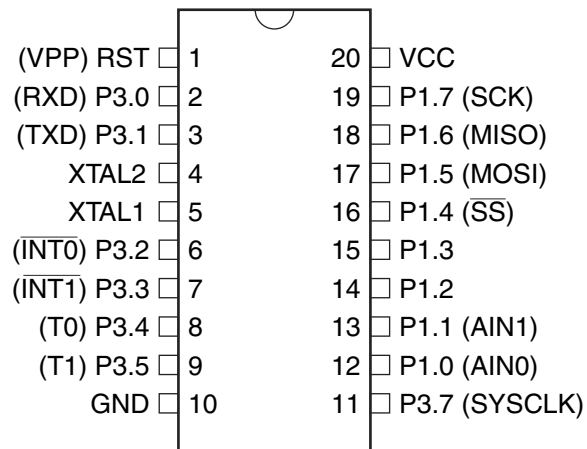 (VPP) RST 1 20 VCC
(RXD) P3.0 2 19 P1.7 (SCK)
(TXD) P3.1 3 18 P1.6 (MISO)
XTAL2 4 17 P1.5 (MOSI)
XTAL1 5 16 P1.4 (S̅S̅)
(I̅N̅T̅0̅) P3.2 6 15 P1.3
(I̅N̅T̅1̅) P3.3 7 14 P1.2
(T0) P3.4 8 13 P1.1 (AIN1)
(T1) P3.5 9 12 P1.0 (AIN0)
GND 10 11 P3.7 (SYSCLK)